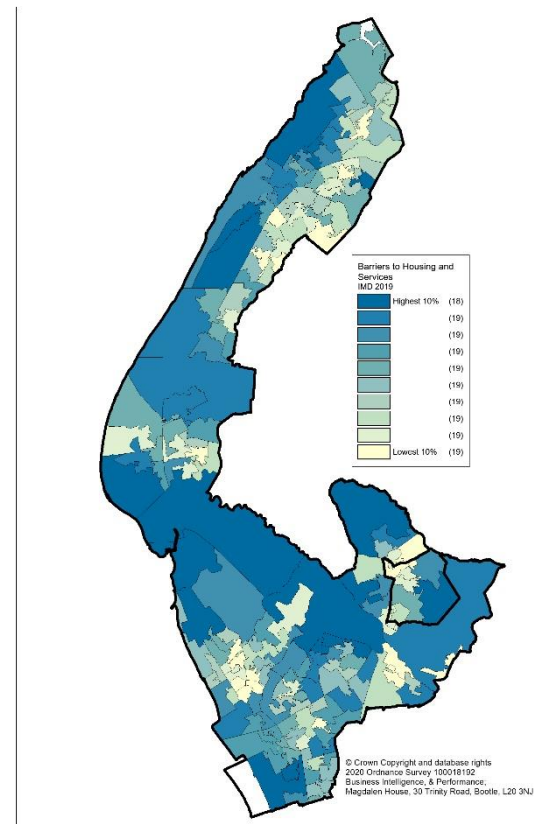 Barriers to Housing and
Services
IMD 2019
Highest 10% (18)
(19)
(19)
(19)
(19)
(19)
(19)
(19)
(19)
Lowest 10% (19)
© Crown Copyright and database rights
2020 Ordnance Survey 100018192
Business Intelligence, & Performance,
Magdalen House, 30 Trinity Road, Bootle, L20 3NJ